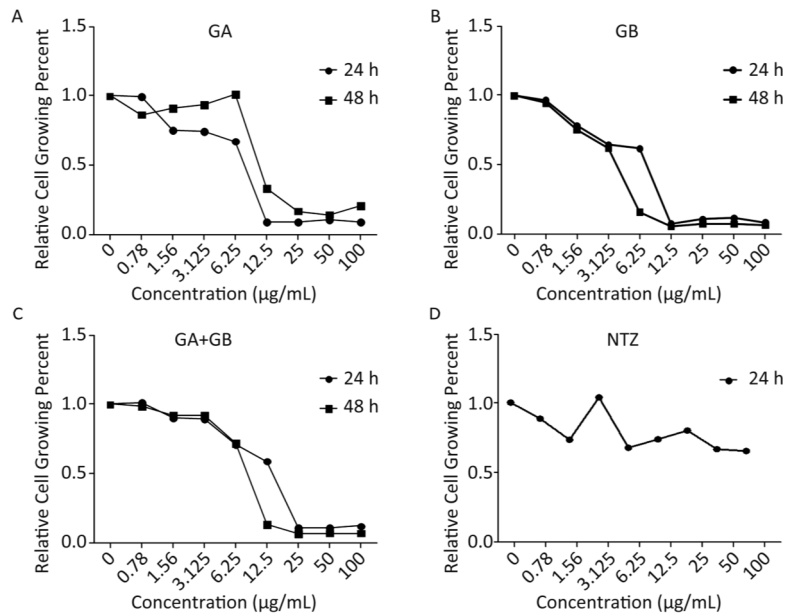 A
GA
1.5
1.0
0.5
0.0
Relative Cell Growing Percent
24 h
48 h
0 0.78 1.56 3.125 6.25 12.5 25 50 100
Concentration (μg/mL)
B
GB
1.5
1.0
0.5
0.0
Relative Cell Growing Percent
24 h
48 h
0 0.78 1.56 3.125 6.25 12.5 25 50 100
Concentration (μg/mL)
C
GA+GB
1.5
1.0
0.5
0.0
Relative Cell Growing Percent
24 h
48 h
0 0.78 1.56 3.125 6.25 12.5 25 50 100
Concentration (μg/mL)
D
NTZ
1.5
1.0
0.5
0.0
Relative Cell Growing Percent
24 h
0 0.78 1.56 3.125 6.25 12.5 25 50 100
Concentration (μg/mL)